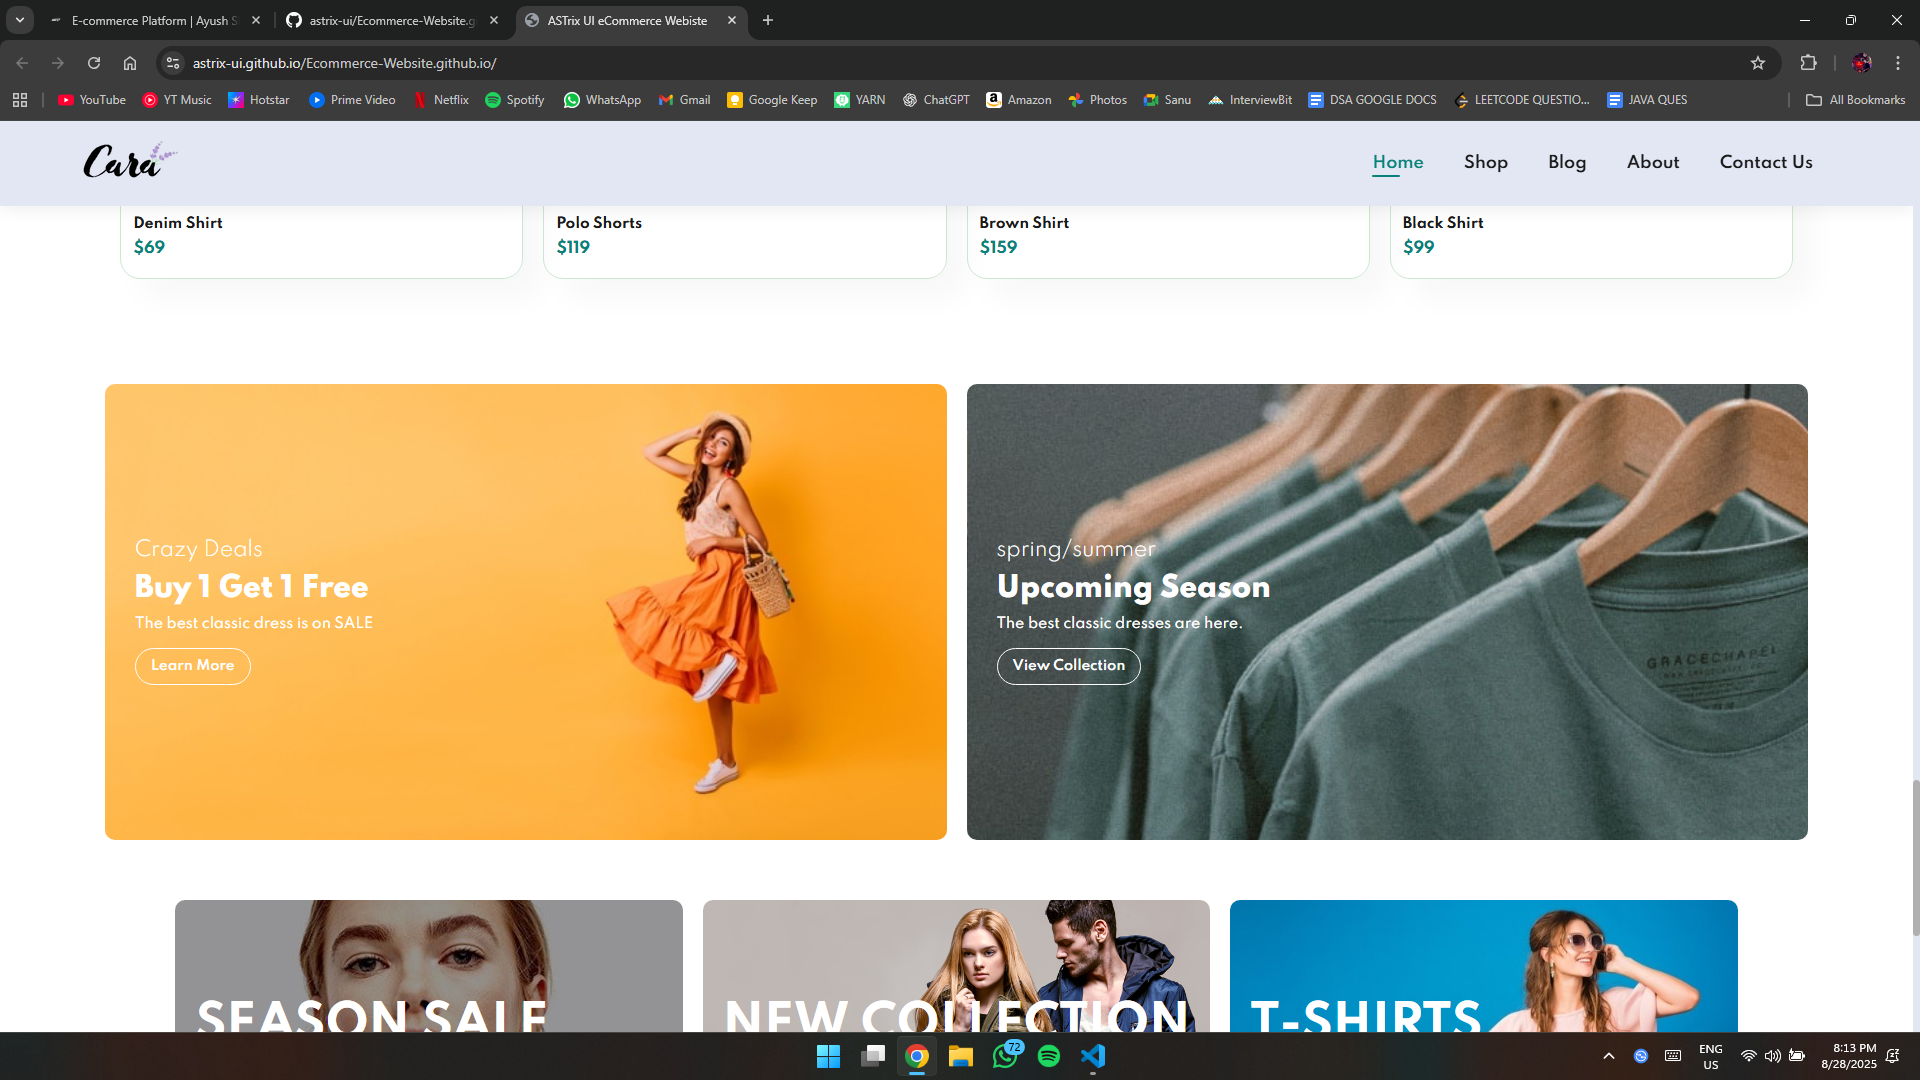 E-commerce Platform | Ayush S
astrix-ui/Ecommerce-Website.g
ASTrix UI eCommerce Webiste
astrix-ui.github.io/Ecommerce-Website.github.io/
YouTube
YT Music
Hotstar
Prime Video
Netflix
Spotify
WhatsApp
Gmail
Google Keep
YARN
ChatGPT
Amazon
Photos
Sanu
InterviewBit
DSA GOOGLE DOCS
LEETCODE QUESTIO...
JAVA QUES
All Bookmarks
Cara
Home
Shop
Blog
About
Contact Us
Denim Shirt
$69
Polo Shorts
$119
Brown Shirt
$159
Black Shirt
$99
Crazy Deals
Buy 1 Get 1 Free
The best classic dress is on SALE
Learn More
spring/summer
Upcoming Season
The best classic dresses are here.
View Collection
GRACECHAPEL
SEASON SALE
NEW COLLECTION
T-SHIRTS
72
ENG
US
8:13 PM
8/28/2025